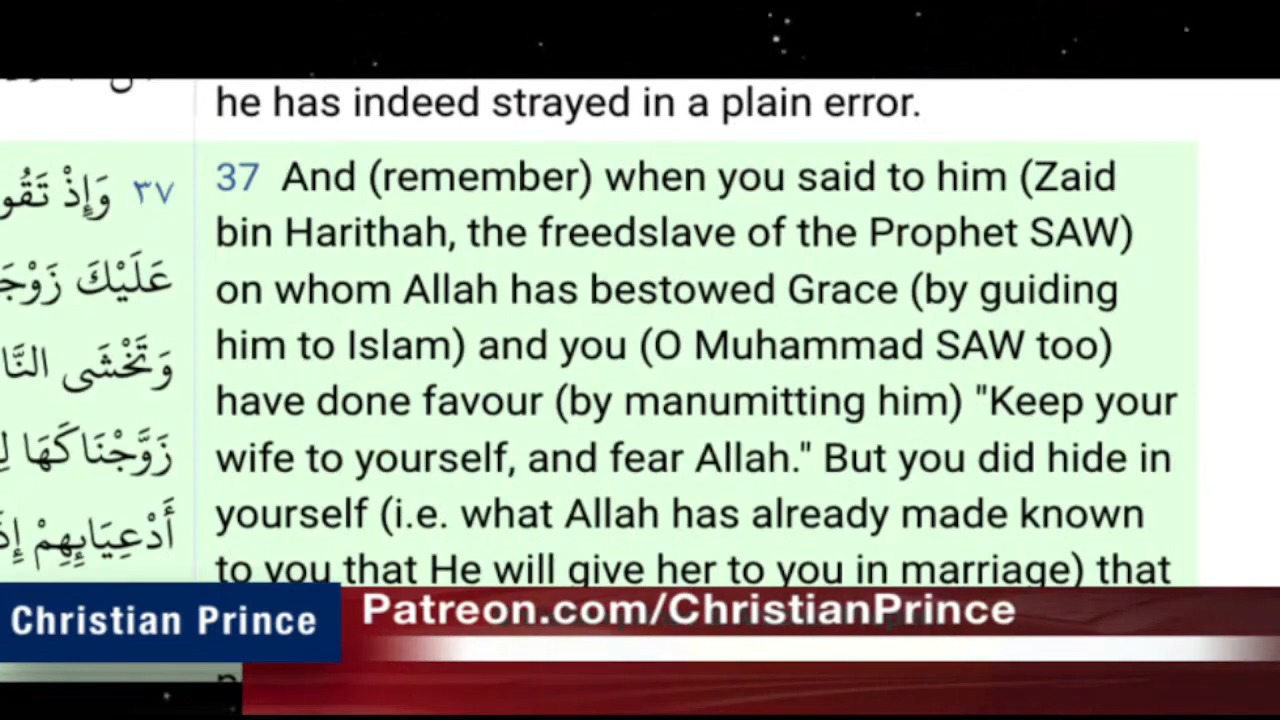 he has indeed strayed in a plain error.
37 And (remember) when you said to him (Zaid
bin Harithah, the freedslave of the Prophet SAW)
on whom Allah has bestowed Grace (by guiding
him to Islam) and you (O Muhammad SAW too)
have done favour (by manumitting him) "Keep your
wife to yourself, and fear Allah." But you did hide in
yourself (i.e. what Allah has already made known
to you that He will give her to you in marriage) that
٣٧ وَإِذْ
عَلَيْكَ
وَتَخْشَى
زَوَّجْنَاكَهَا
أَدْعِيَائِهِمْ
Christian Prince
Patreon.com/ChristianPrince